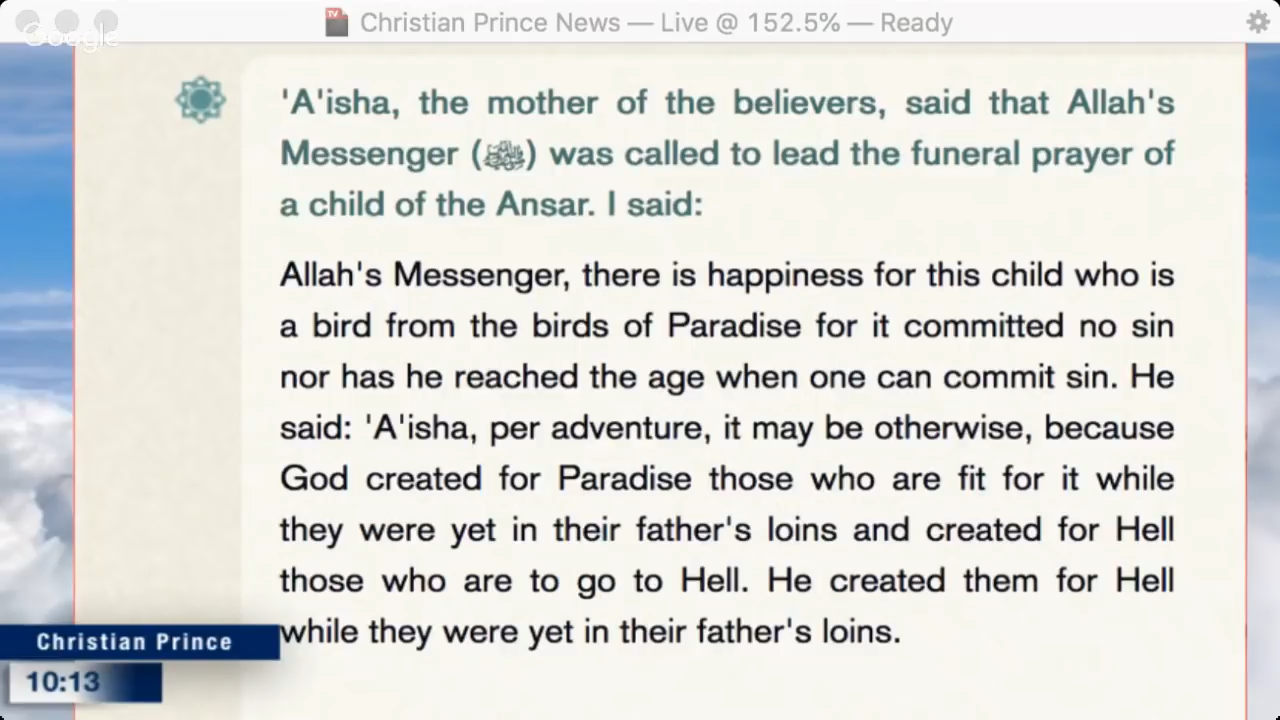 Christian Prince News — Live @ 152.5% — Ready
Google
'A'isha, the mother of the believers, said that Allah's
Messenger (ﷺ) was called to lead the funeral prayer of
a child of the Ansar. I said:
Allah's Messenger, there is happiness for this child who is
a bird from the birds of Paradise for it committed no sin
nor has he reached the age when one can commit sin. He
said: 'A'isha, per adventure, it may be otherwise, because
God created for Paradise those who are fit for it while
they were yet in their father's loins and created for Hell
those who are to go to Hell. He created them for Hell
while they were yet in their father's loins.
Christian Prince
10:13